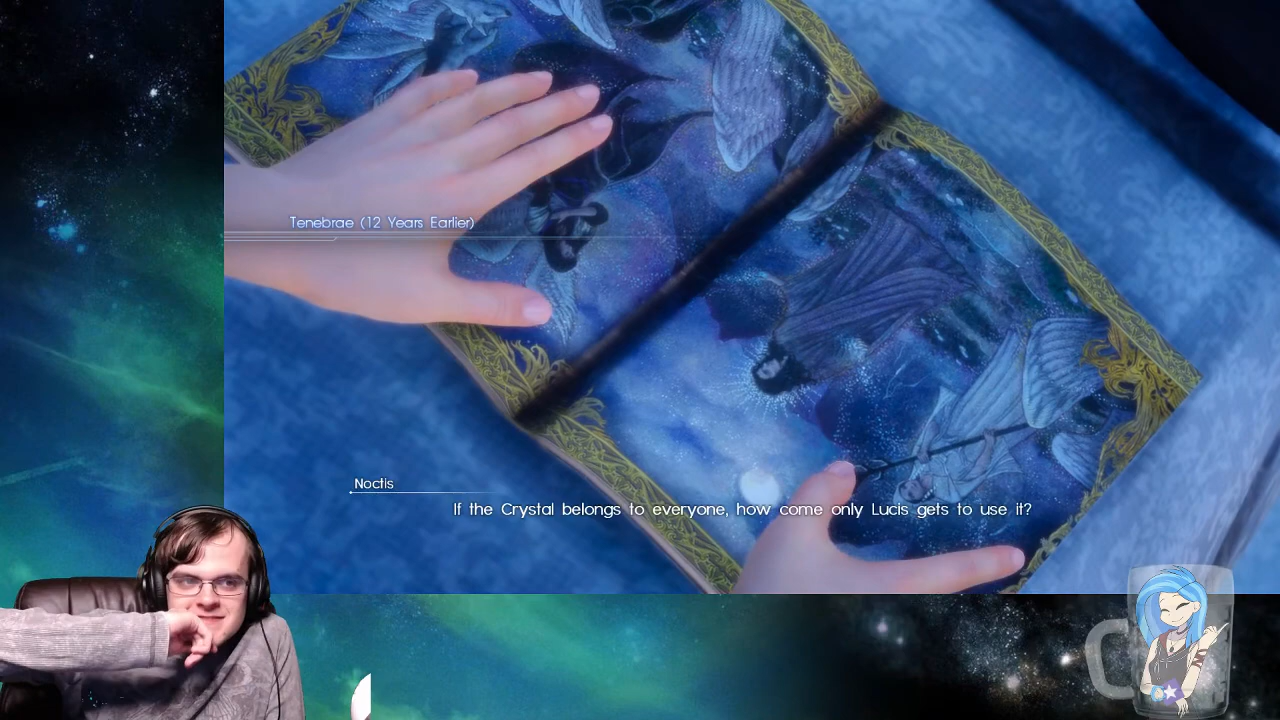 Tenebrae (12 Years Earlier)
Noctis
If the Crystal belongs to everyone, how come only Lucis gets to use it?